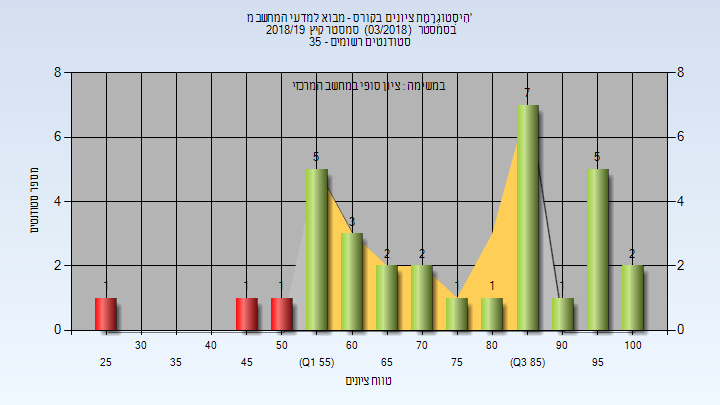 היסטוגרמת ציונים בקורס - מבוא למדעי המחשב מ'
בסמסטר (03/2018) סמסטר קיץ 2018/19
סטודנטים רשומים - 35
במשימה : ציון סופי במחשב המרכזי
8 8
6 6
4 4
2 2
0 0
מספר סטודנטים
1 1 1 5 3 2 2 1 1 7 1 5 2
30 40 50 60 70 80 90 100
25 35 45 (Q1 55) 65 75 (Q3 85) 95
טווח ציונים